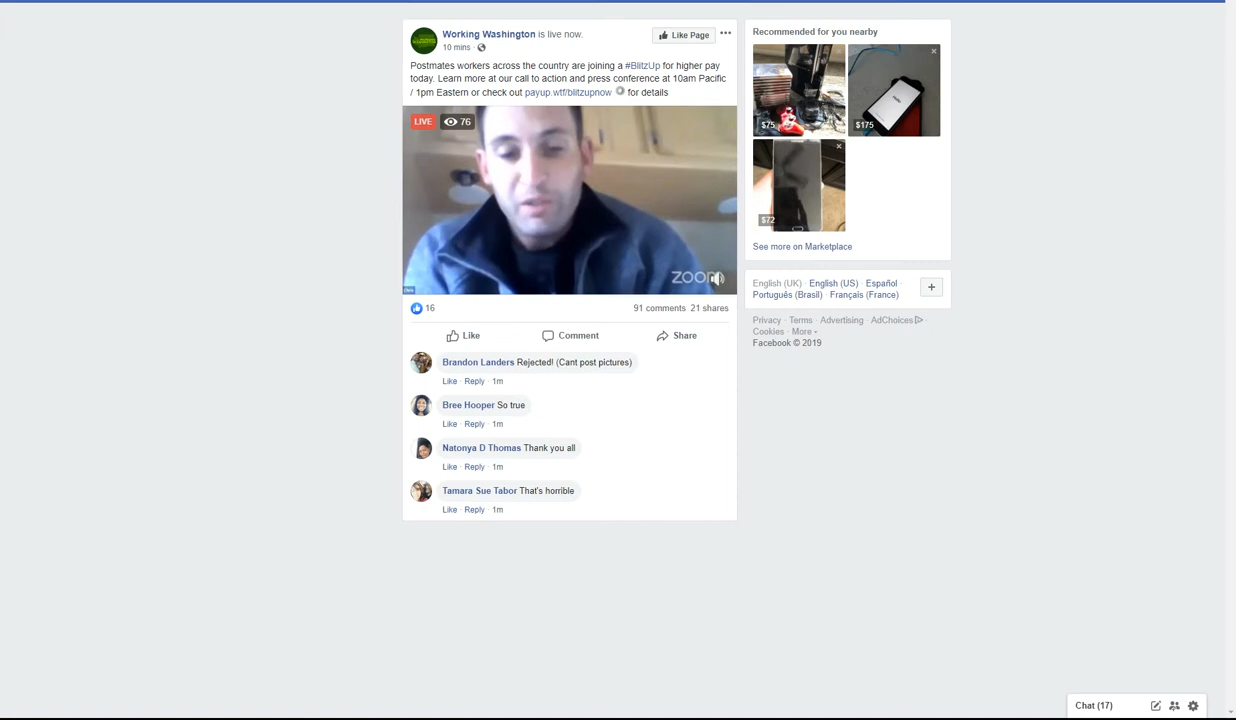 Working Washington is live now.
10 mins ·
Like Page
Postmates workers across the country are joining a #BlitzUp for higher pay
today. Learn more at our call to action and press conference at 10am Pacific
/ 1pm Eastern or check out payup.wtf/blitzupnow for details
LIVE 76
zoom
16
91 comments 21 shares
Like Comment Share
Brandon Landers Rejected! (Cant post pictures)
Like · Reply · 1m
Bree Hooper So true
Like · Reply · 1m
Natonya D Thomas Thank you all
Like · Reply · 1m
Tamara Sue Tabor That's horrible
Like · Reply · 1m
Recommended for you nearby
$75
$175
$72
See more on Marketplace
English (UK) · English (US) · Español ·
Português (Brasil) · Français (France)
Privacy · Terms · Advertising · AdChoices ·
Cookies · More
Facebook © 2019
Chat (17)